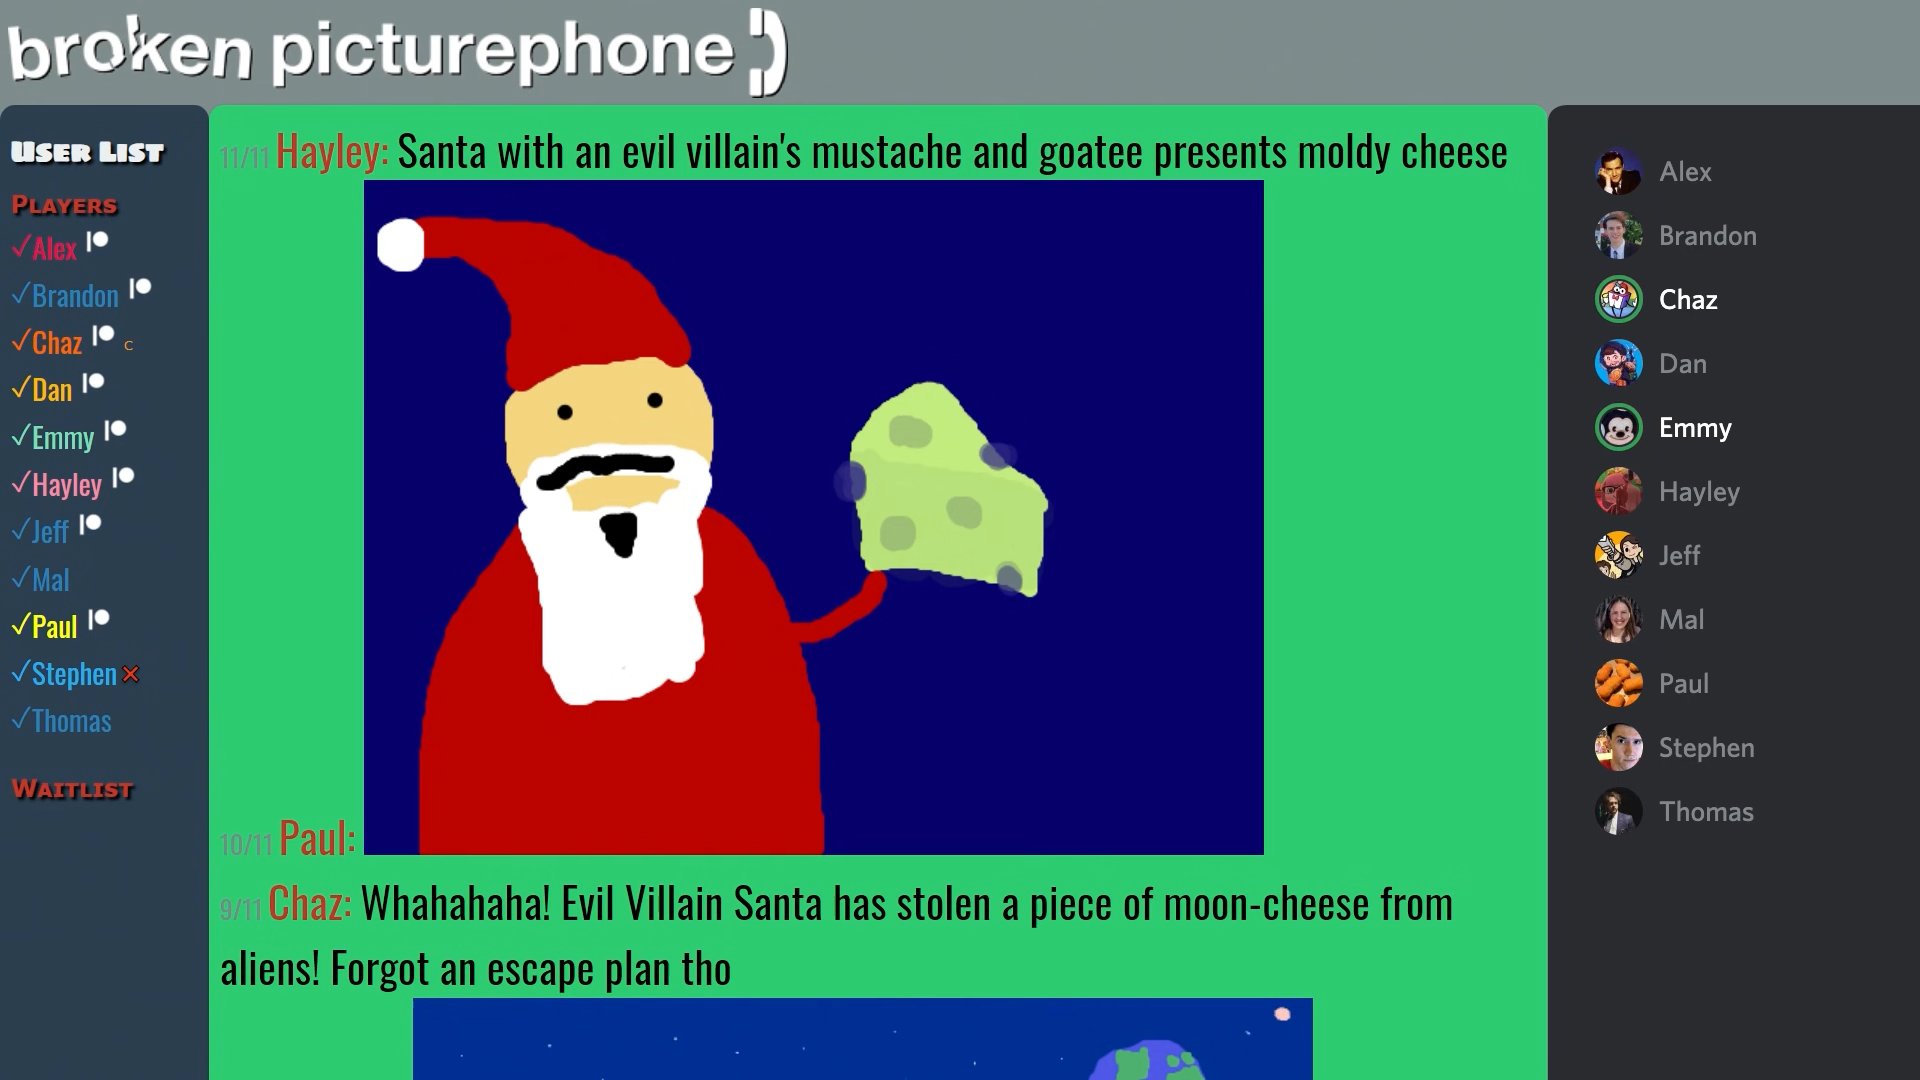 broken picturephone
User List
Players
✓Alex
✓Brandon
✓Chaz c
✓Dan
✓Emmy
✓Hayley
✓Jeff
✓Mal
✓Paul
✓Stephen
✓Thomas
Waitlist
11/11 Hayley: Santa with an evil villain's mustache and goatee presents moldy cheese
10/11 Paul:
9/11 Chaz: Whahahaha! Evil Villain Santa has stolen a piece of moon-cheese from
aliens! Forgot an escape plan tho
Alex
Brandon
Chaz
Dan
Emmy
Hayley
Jeff
Mal
Paul
Stephen
Thomas